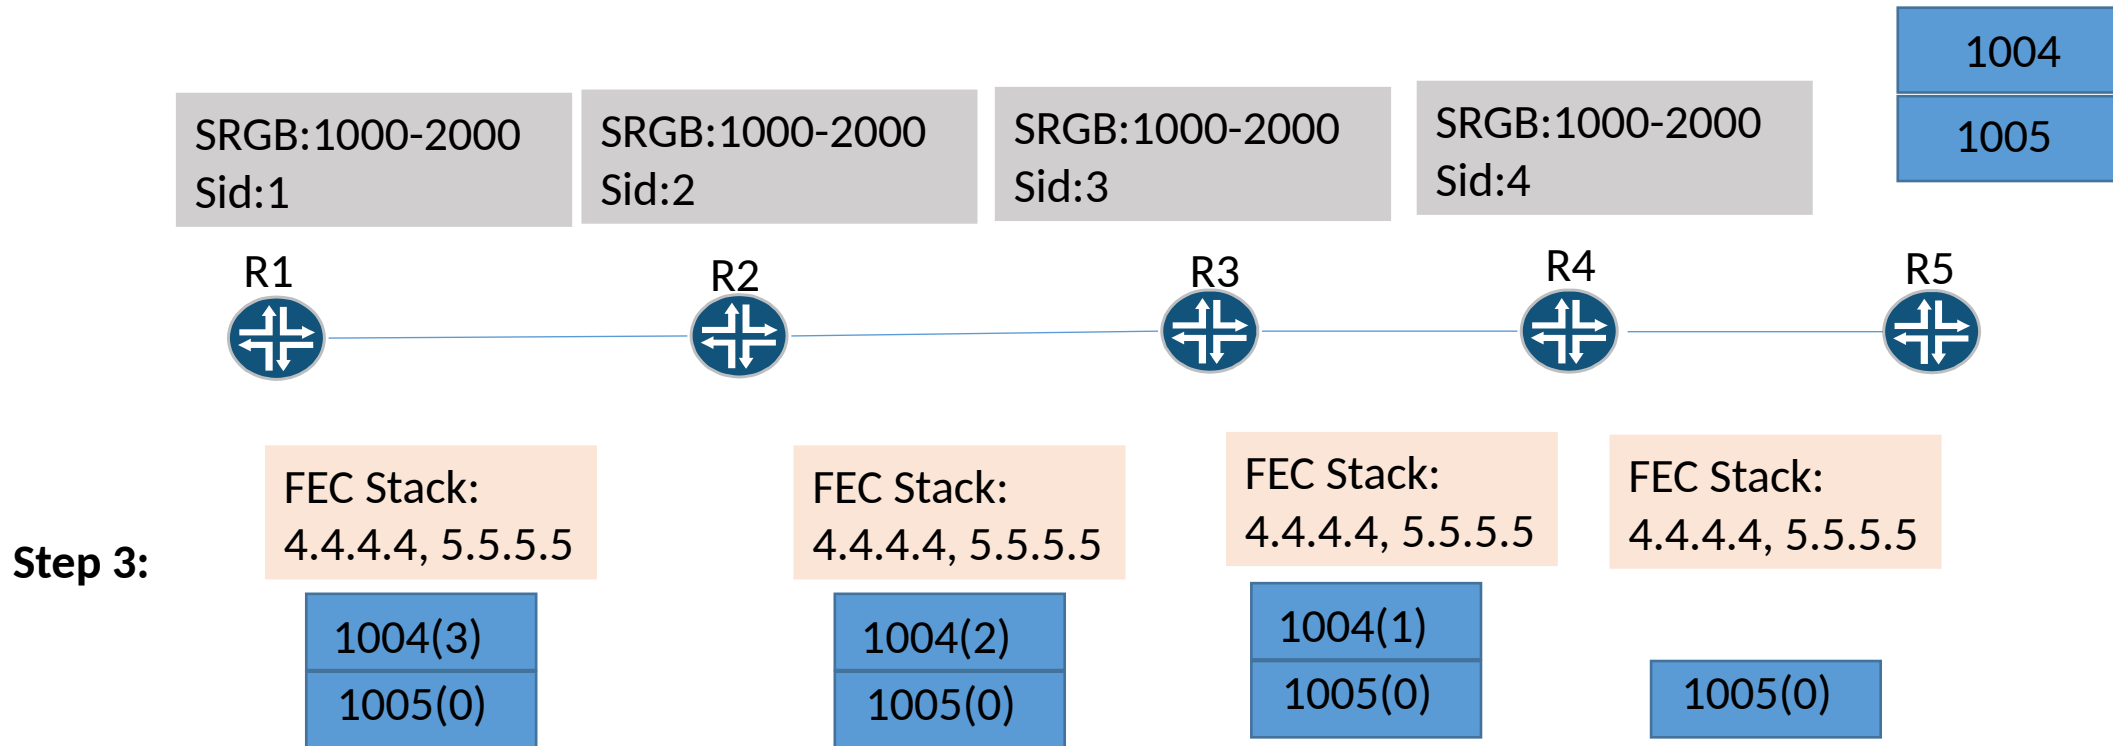 1004
1005
SRGB:1000-2000
Sid:1
SRGB:1000-2000
Sid:2
SRGB:1000-2000
Sid:3
SRGB:1000-2000
Sid:4
R1
R2
R3
R4
R5
Step 3:
FEC Stack:
4.4.4.4, 5.5.5.5
1004(3)
1005(0)
FEC Stack:
4.4.4.4, 5.5.5.5
1004(2)
1005(0)
FEC Stack:
4.4.4.4, 5.5.5.5
1004(1)
1005(0)
FEC Stack:
4.4.4.4, 5.5.5.5
1005(0)